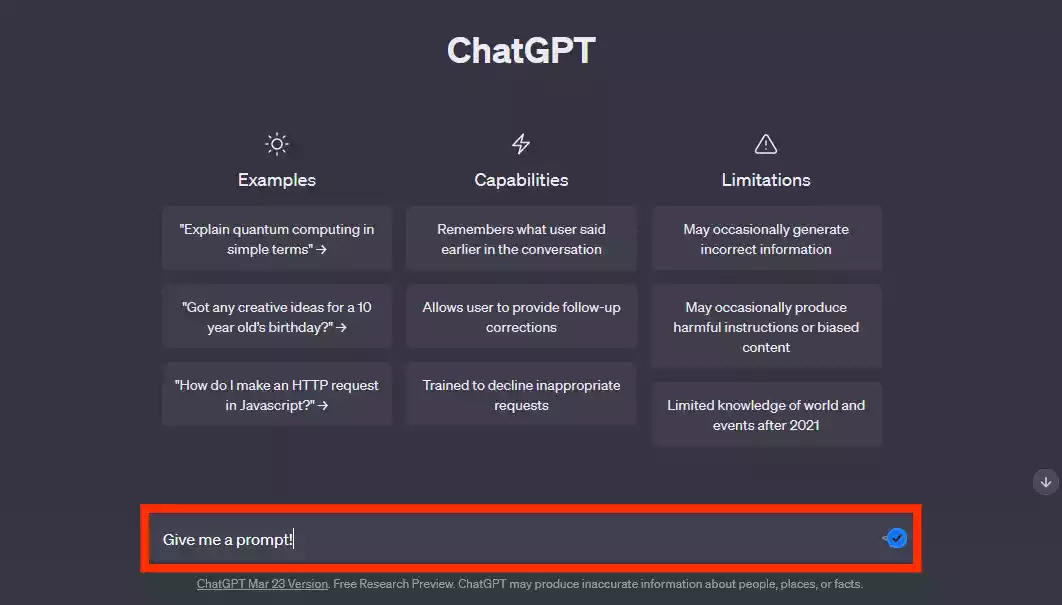 ChatGPT
Examples
Capabilities
Limitations
"Explain quantum computing in
simple terms" →
Remembers what user said
earlier in the conversation
May occasionally generate
incorrect information
"Got any creative ideas for a 10
year old's birthday?" →
Allows user to provide follow-up
corrections
May occasionally produce
harmful instructions or biased
content
"How do I make an HTTP request
in Javascript?" →
Trained to decline inappropriate
requests
Limited knowledge of world and
events after 2021
Give me a prompt!
ChatGPT Mar 23 Version. Free Research Preview. ChatGPT may produce inaccurate information about people, places, or facts.